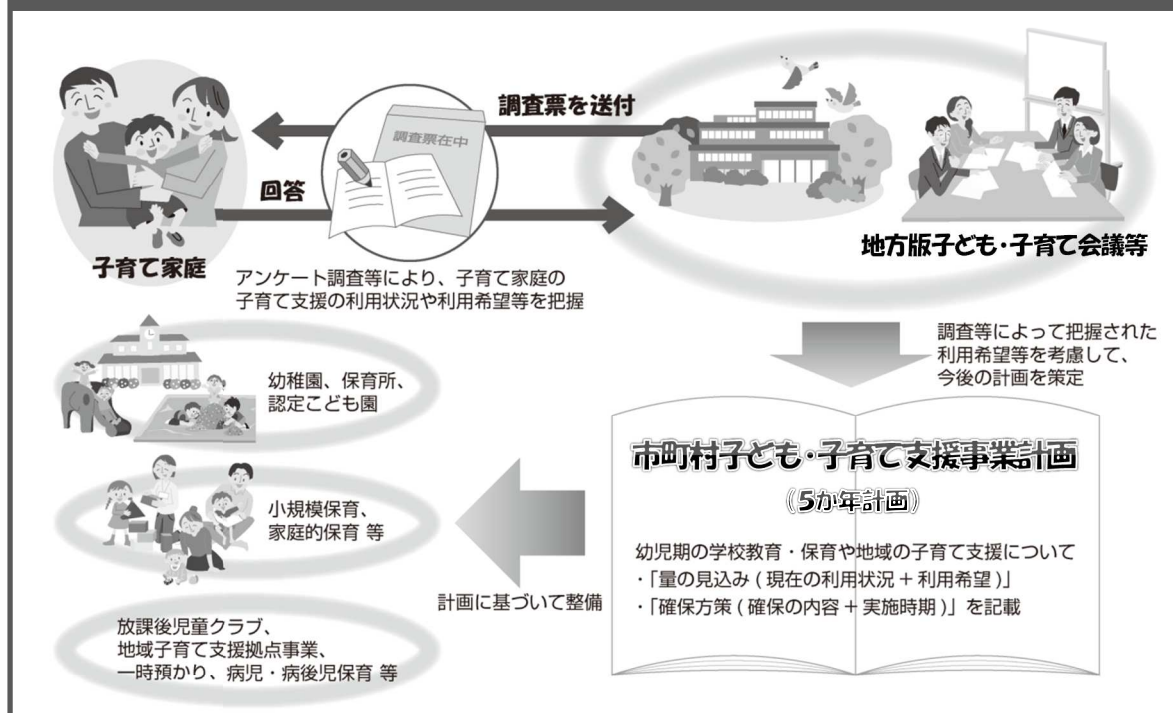 調査票を送付
調査票在中
回答
子育て家庭
地方版子ども・子育て会議等
アンケート調査等により、子育て家庭の
子育て支援の利用状況や利用希望等を把握
調査等によって把握された
利用希望等を考慮して、
今後の計画を策定
幼稚園、保育所、
認定こども園
小規模保育、
家庭的保育 等
放課後児童クラブ、
地域子育て支援拠点事業、
一時預かり、病児・病後児保育 等
計画に基づいて整備
市町村子ども・子育て支援事業計画
(5か年計画)
幼児期の学校教育・保育や地域の子育て支援について
・「量の見込み ( 現在の利用状況 + 利用希望 )」
・「確保方策 ( 確保の内容 + 実施時期 )」を記載